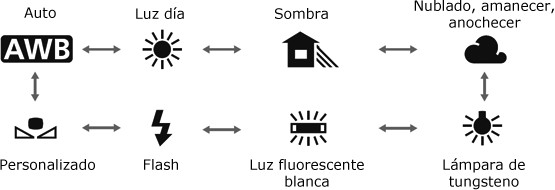 Auto
Luz día
Sombra
Nublado, amanecer,
anochecer
AWB
Personalizado
Flash
Luz fluorescente
blanca
Lámpara de
tungsteno